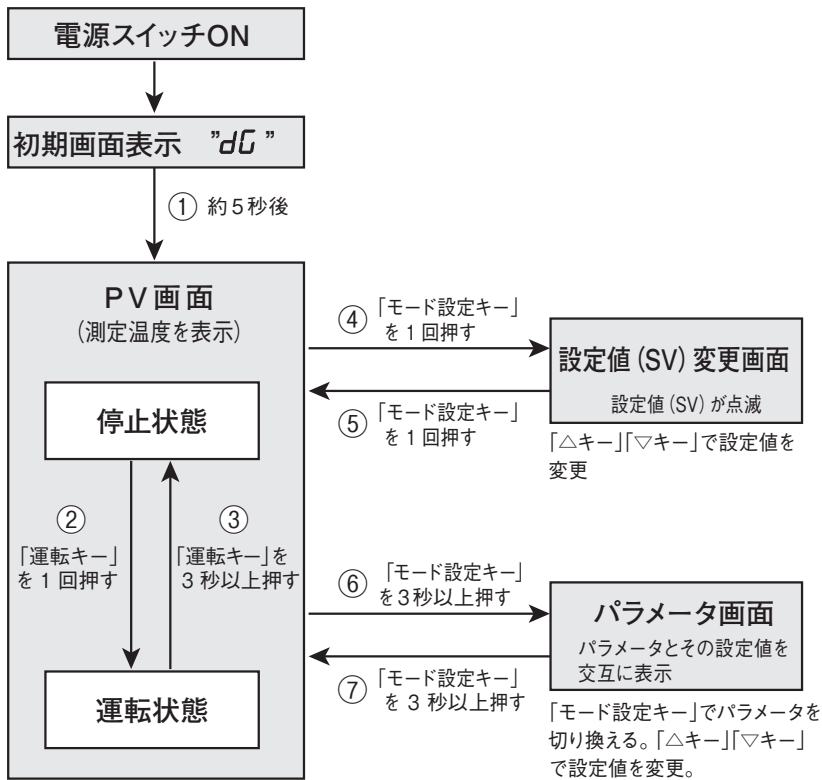 電源スイッチON
初期画面表示 ”dG ”
① 約5秒後
PV画面
(測定温度を表示)
停止状態
②
「運転キー」
を1回押す
③
「運転キー」を
3秒以上押す
運転状態
④ 「モード設定キー」
を1回押す
⑤ 「モード設定キー」
を1回押す
設定値(SV)変更画面
設定値(SV)が点滅
「△キー」「▽キー」で設定値を
変更
⑥ 「モード設定キー」
を3秒以上押す
⑦ 「モード設定キー」
を3秒以上押す
パラメータ画面
パラメータとその設定値を
交互に表示
「モード設定キー」でパラメータを
切り換える。「△キー」「▽キー」
で設定値を変更。